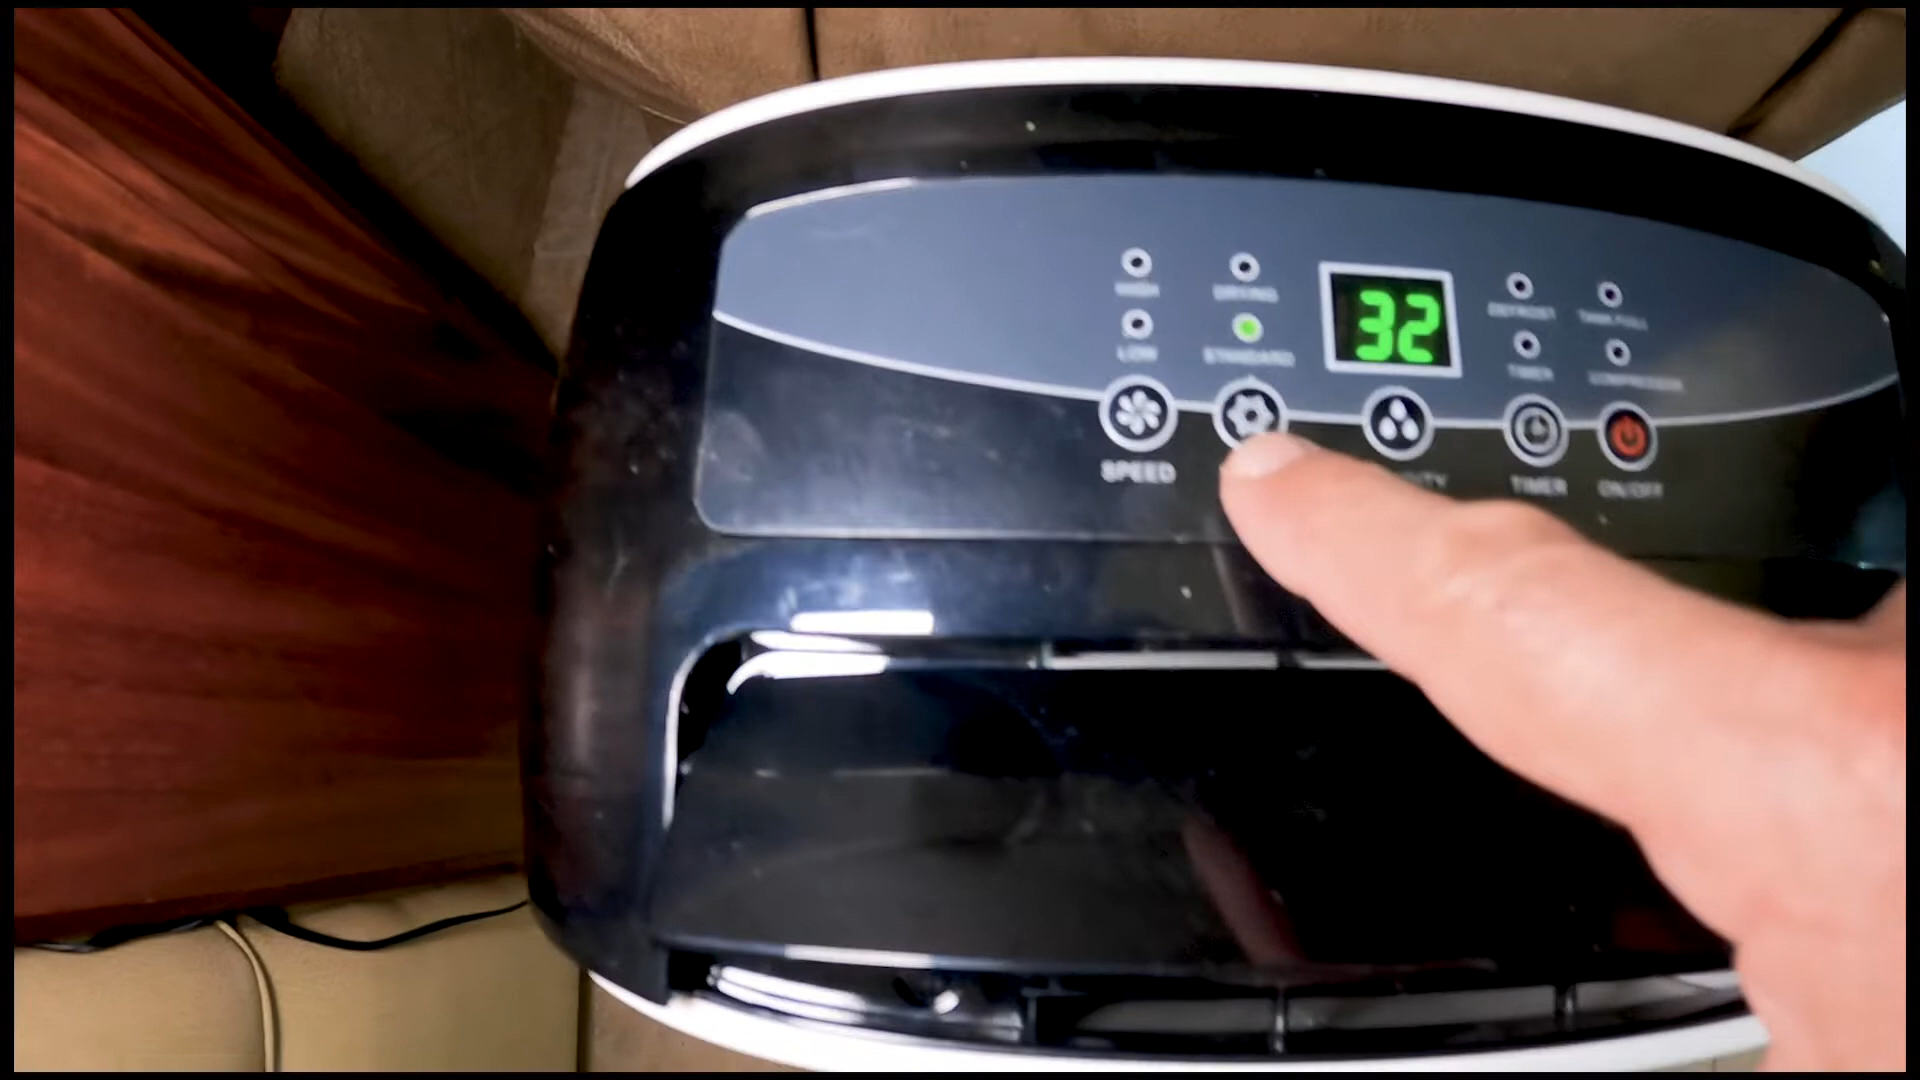 HIGH DRYING 32 DEFROST TANK FULL
LOW STANDARD TIMER COMPRESSOR
SPEED TIMER ON/OFF